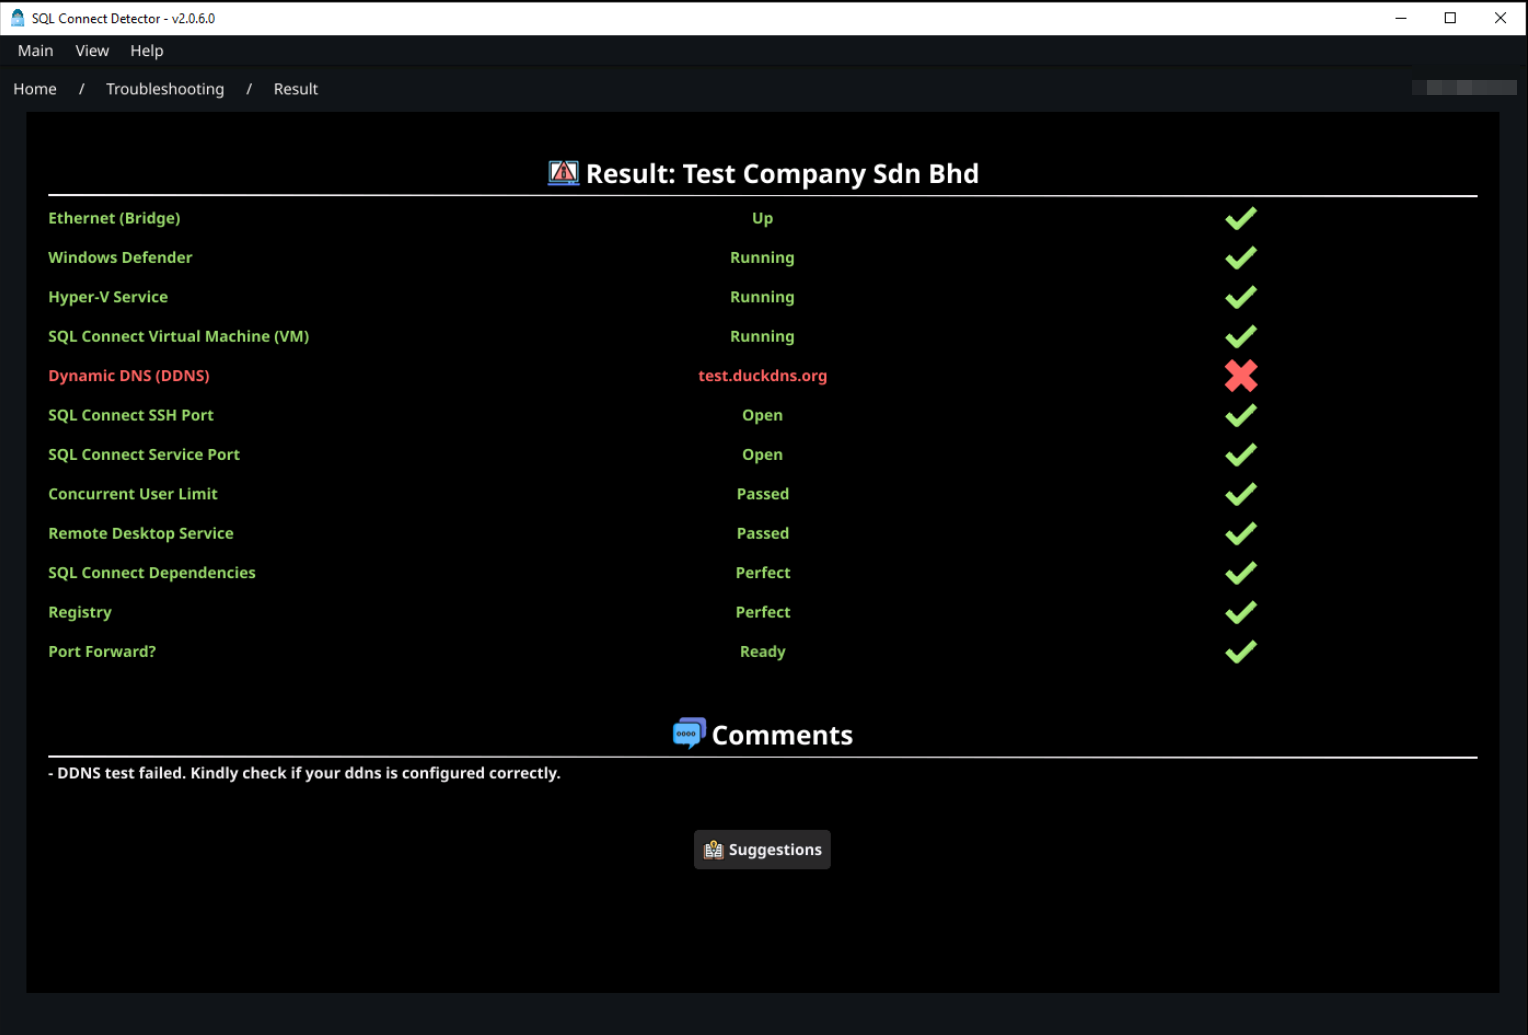 SQL Connect Detector - v2.0.6.0
Main View Help
Home / Troubleshooting / Result
Result: Test Company Sdn Bhd
Ethernet (Bridge) Up
Windows Defender Running
Hyper-V Service Running
SQL Connect Virtual Machine (VM) Running
Dynamic DNS (DDNS) test.duckdns.org
SQL Connect SSH Port Open
SQL Connect Service Port Open
Concurrent User Limit Passed
Remote Desktop Service Passed
SQL Connect Dependencies Perfect
Registry Perfect
Port Forward? Ready
Comments
- DDNS test failed. Kindly check if your ddns is configured correctly.
Suggestions